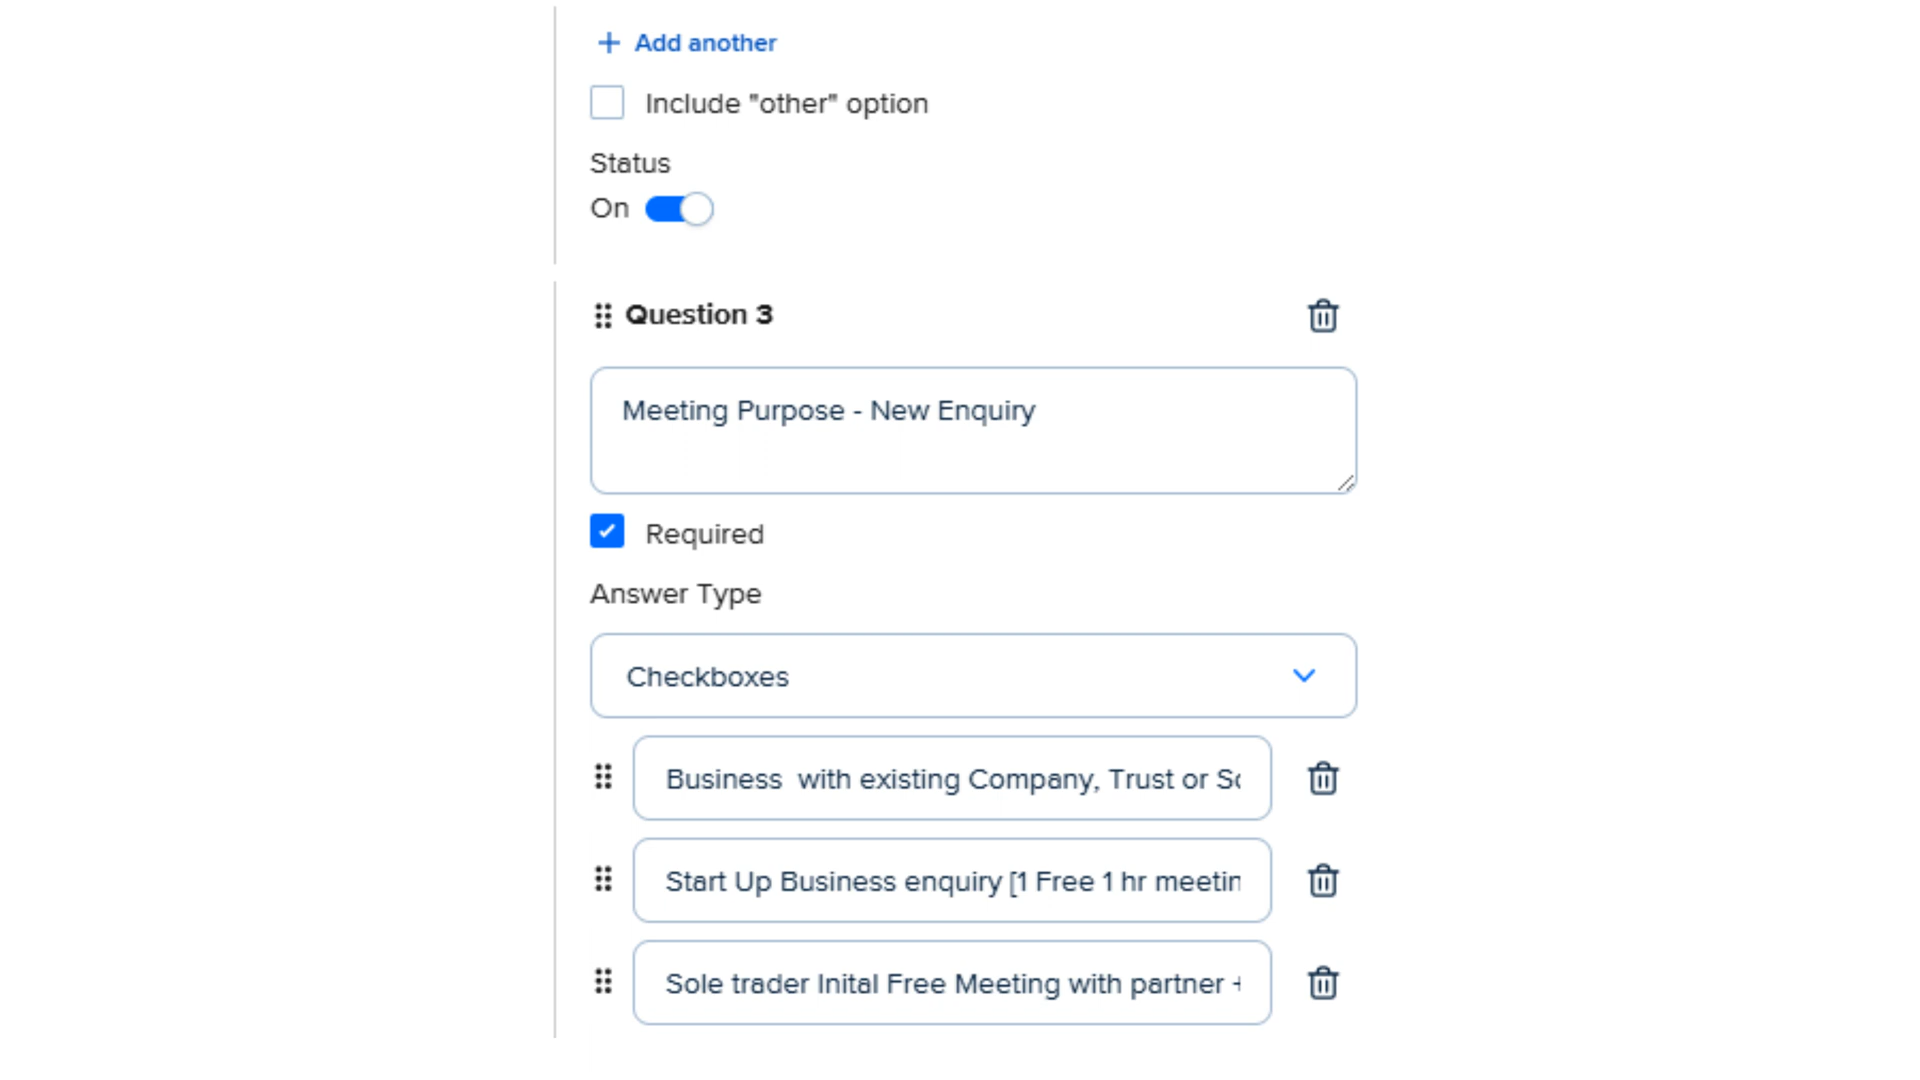 + Add another
Include "other" option
Status
On
Question 3
Meeting Purpose - New Enquiry
Required
Answer Type
Checkboxes
Business  with existing Company, Trust or
Start Up Business enquiry [1 Free 1 hr
Sole trader Inital Free Meeting with partner